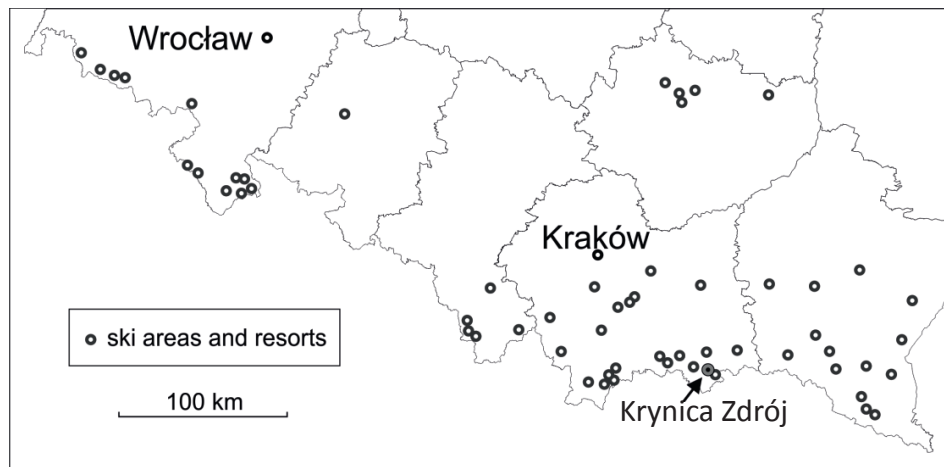 Wrocław
Kraków
ski areas and resorts
100 km
Krynica Zdrój